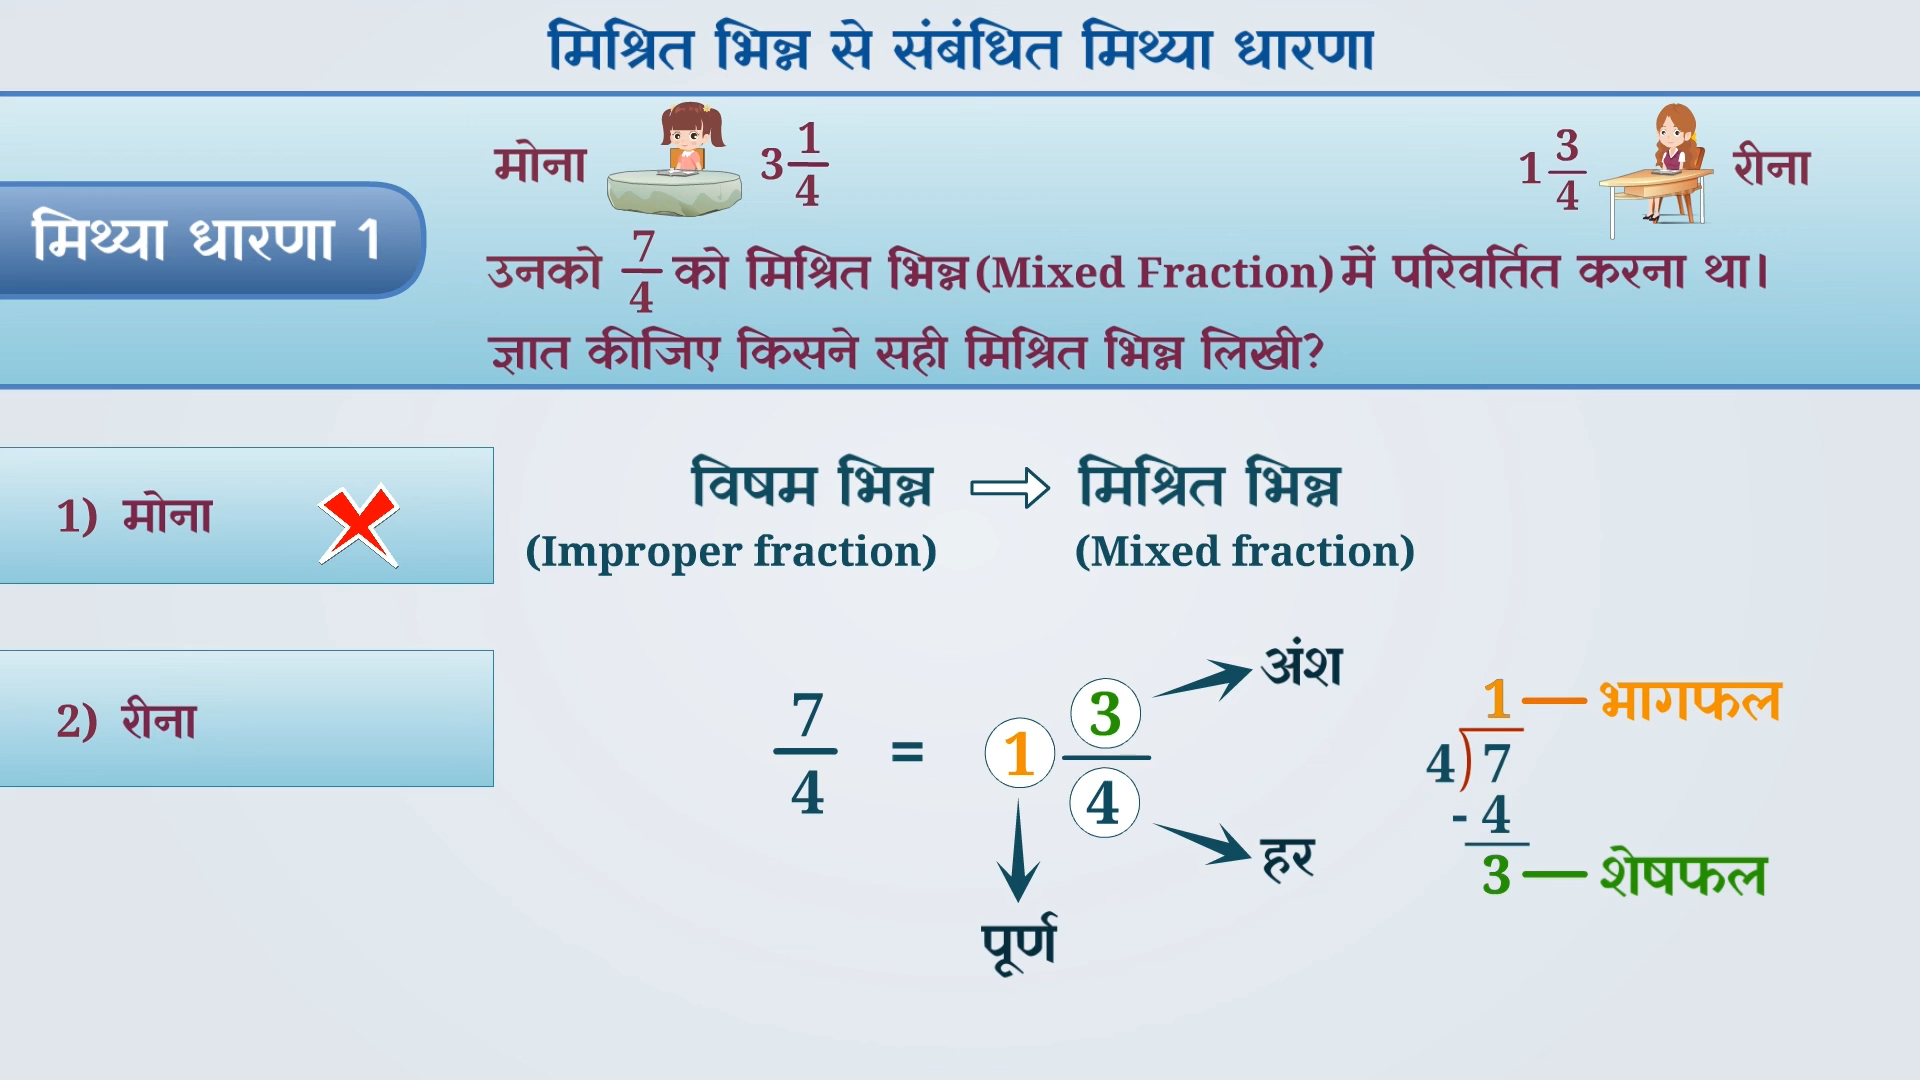 मिश्रित भिन्न से संबंधित मिथ्या धारणा
मिथ्या धारणा 1
मोना 3 1/4
1 3/4 रीना
उनको 7/4 को मिश्रित भिन्न (Mixed Fraction) में परिवर्तित करना था।
ज्ञात कीजिए किसने सही मिश्रित भिन्न लिखी?
1) मोना
2) रीना
विषम भिन्न मिश्रित भिन्न
(Improper fraction) (Mixed fraction)
7/4 = 1 3/4
अंश
हर
पूर्ण
1 — भागफल
4) 7
- 4
3 — शेषफल